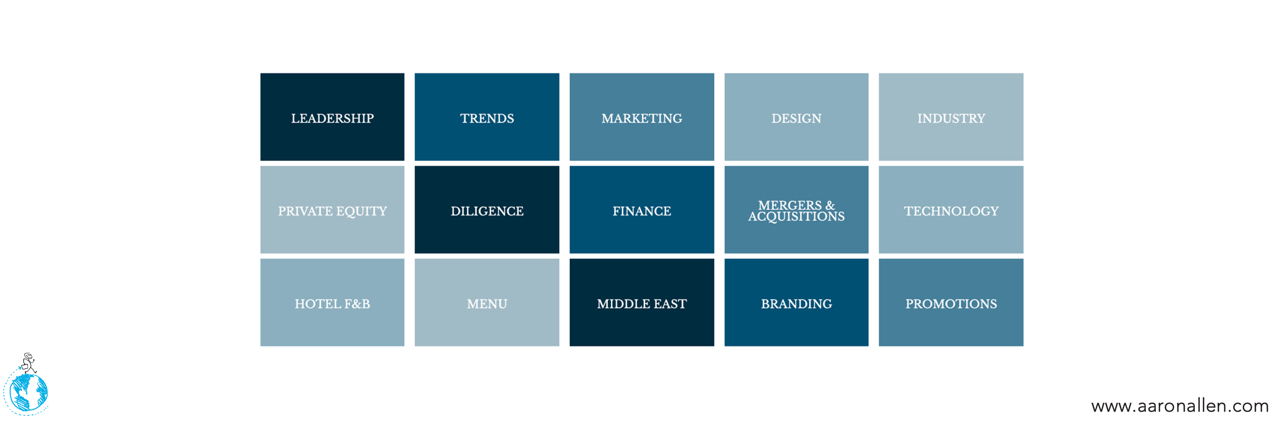 LEADERSHIP
TRENDS
MARKETING
DESIGN
INDUSTRY
PRIVATE EQUITY
DILIGENCE
FINANCE
MERGERS &
ACQUISITIONS
TECHNOLOGY
HOTEL F&B
MENU
MIDDLE EAST
BRANDING
PROMOTIONS
www.aaronallen.com